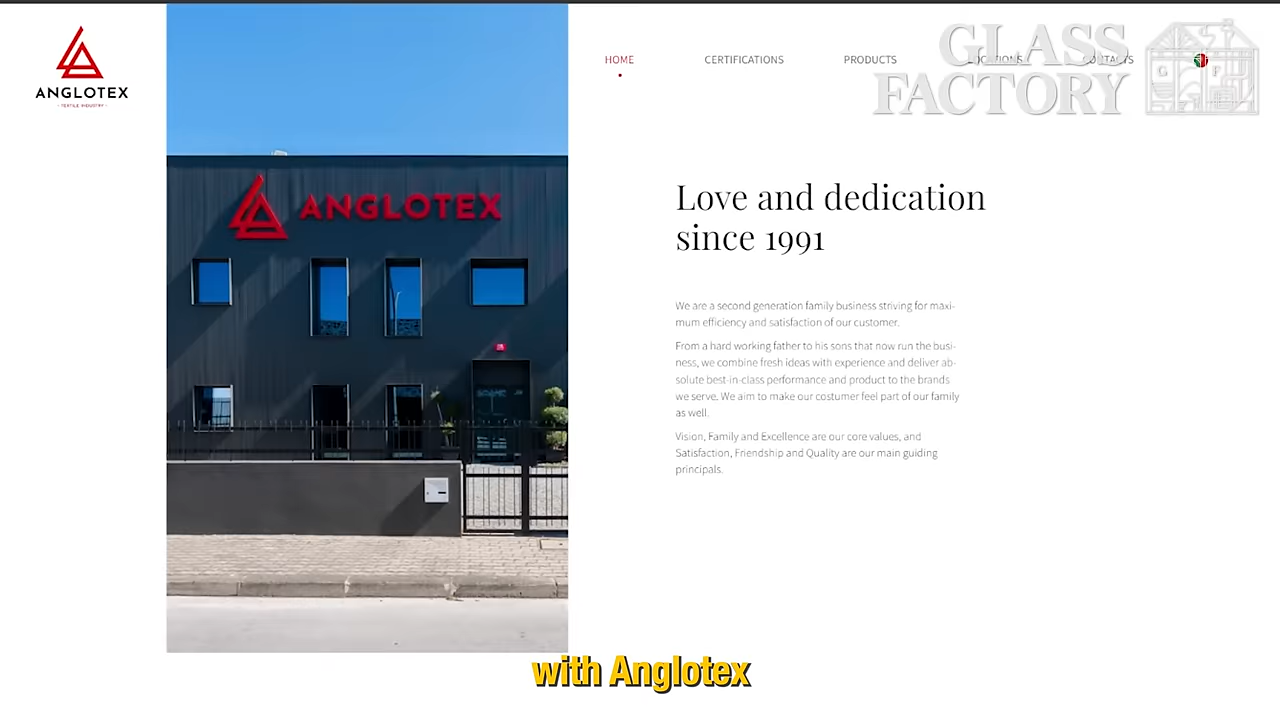 ANGLOTEX
- TEXTILE INDUSTRY -
HOME
CERTIFICATIONS
PRODUCTS
LOCATIONS
CONTACTS
GLASS
FACTORY
G F
ANGLOTEX
Love and dedication
since 1991
We are a second generation family business striving for maxi-
mum efficiency and satisfaction of our customer.
From a hard working father to his sons that now run the busi-
ness, we combine fresh ideas with experience and deliver ab-
solute best-in-class performance and product to the brands
we serve. We aim to make our costumer feel part of our family
as well.
Vision, Family and Excellence are our core values, and
Satisfaction, Friendship and Quality are our main guiding
principals.
with Anglotex